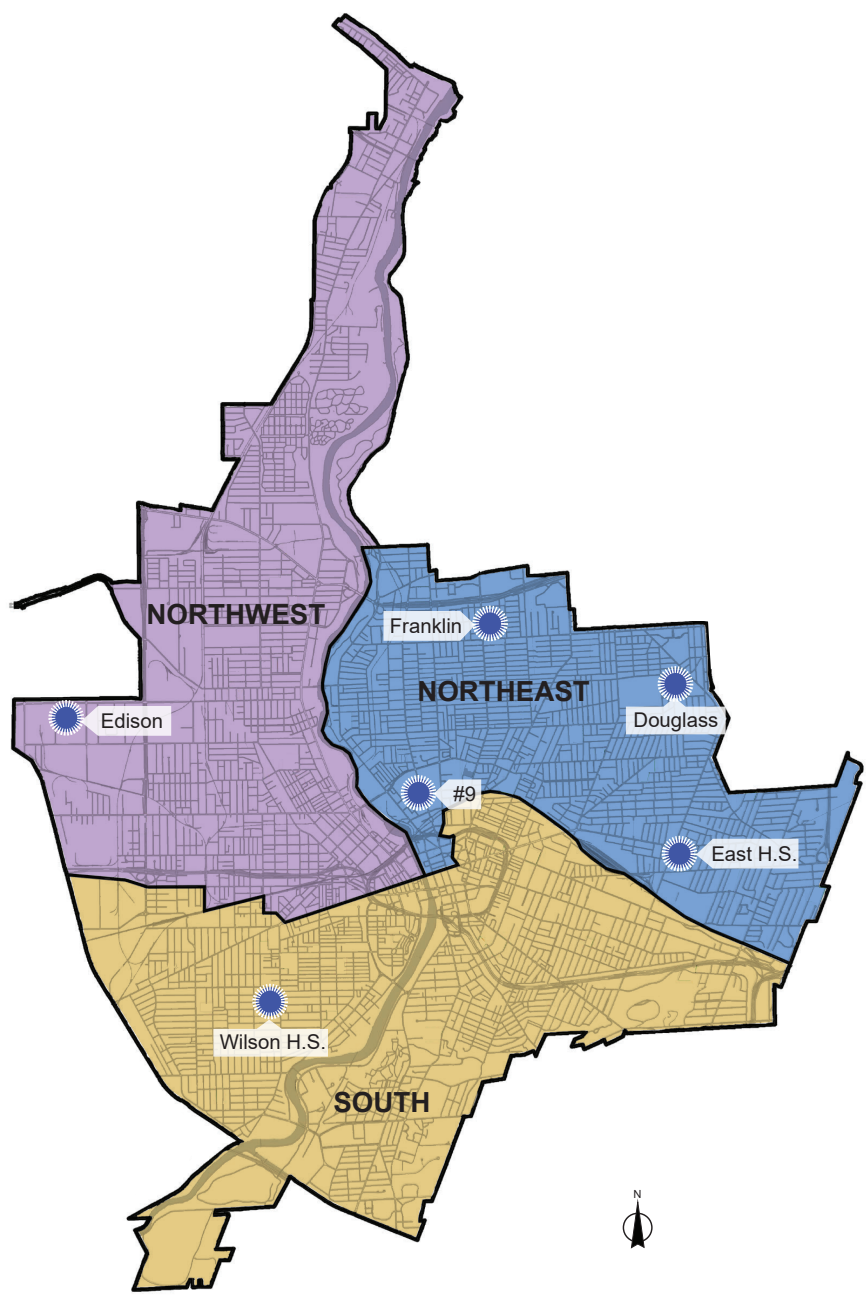 NORTHWEST
Franklin
NORTHEAST
Edison
Douglass
#9
East H.S.
Wilson H.S.
SOUTH
N